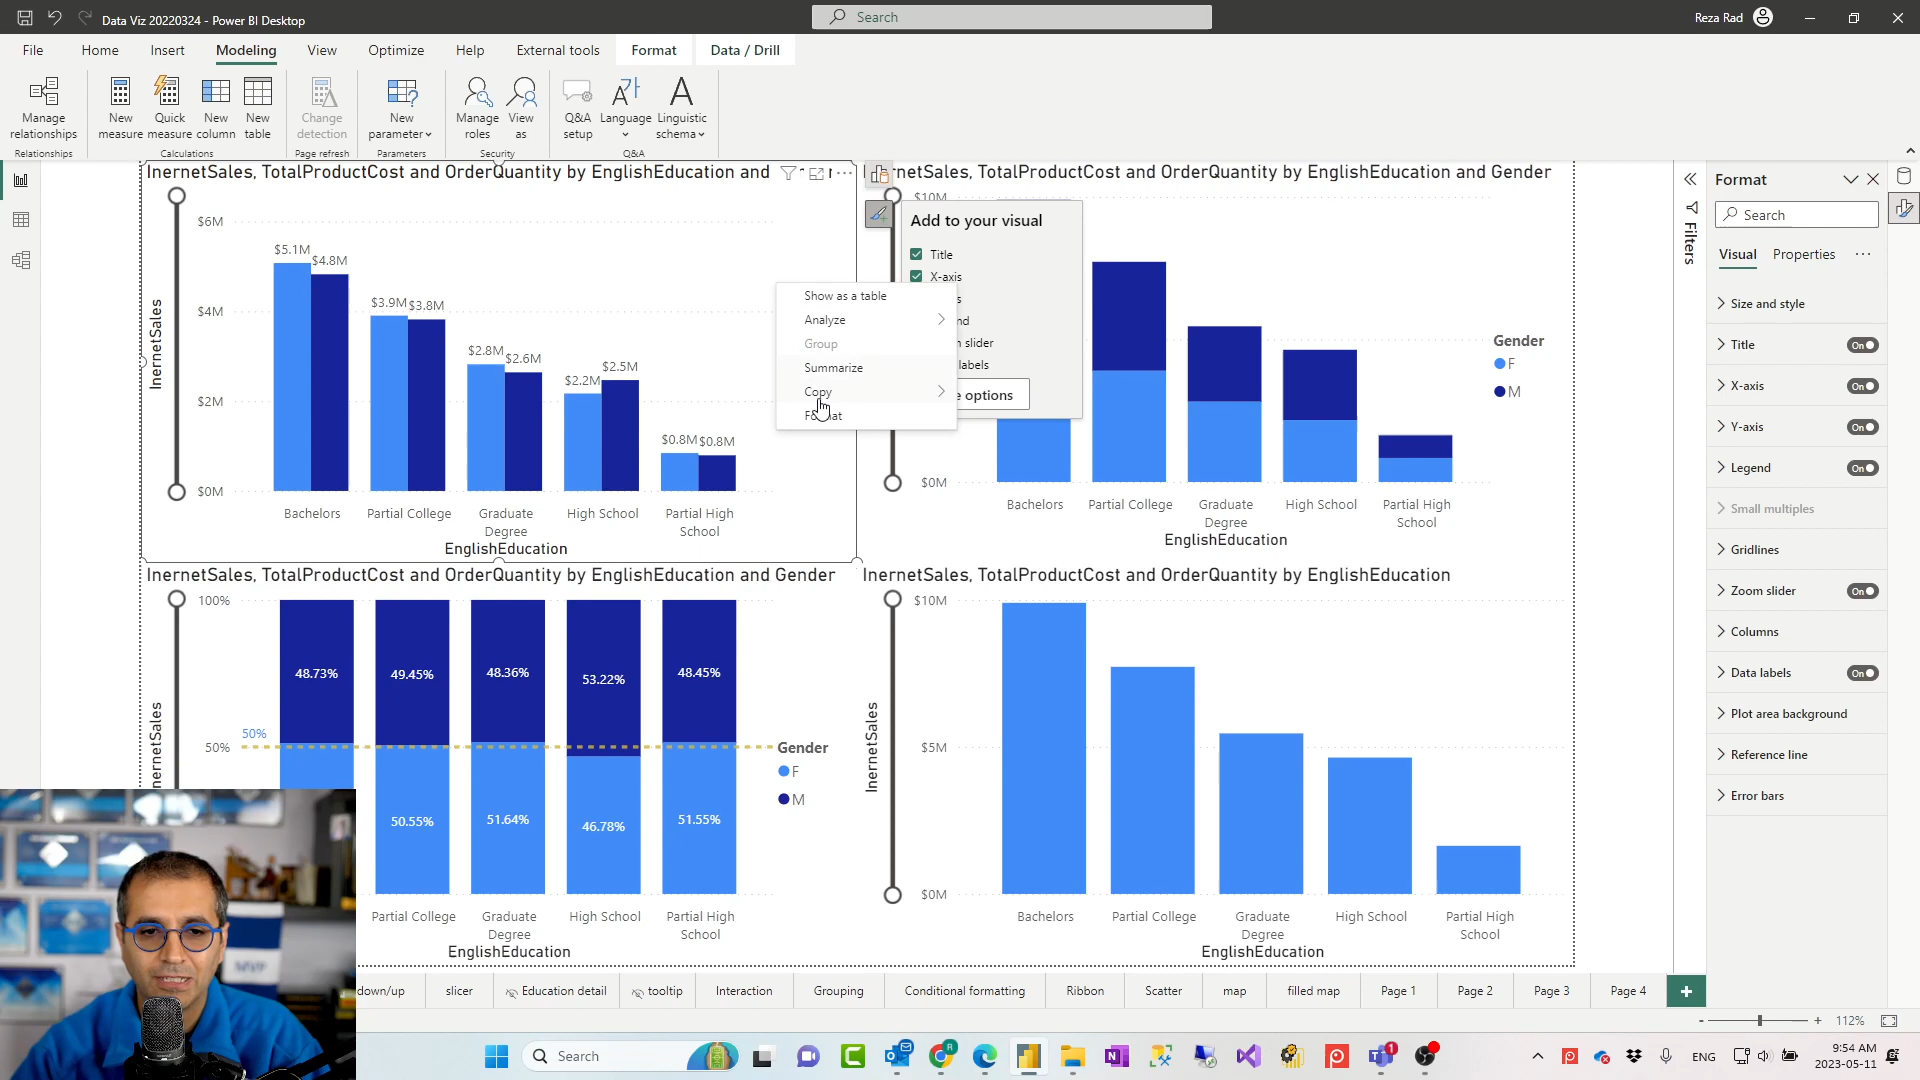 Data Viz 20220324 - Power BI Desktop
Search
Reza Rad
File
Home
Insert
Modeling
View
Optimize
Help
External tools
Format
Data / Drill
Manage relationships
New measure
Quick measure
New column
New table
Change detection
New parameter
Manage roles
View as
Q&A setup
Language
Linguistic schema
Relationships
Calculations
Page refresh
Parameters
Security
Q&A
InernetSales, TotalProductCost and OrderQuantity by EnglishEducation and
$6M
$4M
$2M
$0M
InernetSales
$5.1M
$4.8M
$3.9M
$3.8M
$2.8M
$2.6M
$2.2M
$2.5M
$0.8M
$0.8M
Bachelors
Partial College
Graduate Degree
High School
Partial High School
EnglishEducation
Add to your visual
Title
X-axis
slider
labels
options
Show as a table
Analyze
Group
Summarize
Copy
Format
rnetSales, TotalProductCost and OrderQuantity by EnglishEducation and Gender
$10M
$0M
Gender
F
M
Bachelors
Partial College
Graduate Degree
High School
Partial High School
EnglishEducation
InernetSales, TotalProductCost and OrderQuantity by EnglishEducation and Gender
100%
50%
50%
48.73%
49.45%
48.36%
53.22%
48.45%
50.55%
51.64%
46.78%
51.55%
Gender
F
M
nernetSales
Partial College
Graduate Degree
High School
Partial High School
EnglishEducation
InernetSales, TotalProductCost and OrderQuantity by EnglishEducation
$10M
$5M
$0M
InernetSales
Bachelors
Partial College
Graduate Degree
High School
Partial High School
EnglishEducation
Filters
Format
Search
Visual
Properties
Size and style
Title On
X-axis On
Y-axis On
Legend On
Small multiples
Gridlines
Zoom slider On
Columns
Data labels On
Plot area background
Reference line
Error bars
MVP
down/up
slicer
Education detail
tooltip
Interaction
Grouping
Conditional formatting
Ribbon
Scatter
map
filled map
Page 1
Page 2
Page 3
Page 4
+
- + 112%
Search
ENG
9:54 AM
2023-05-11